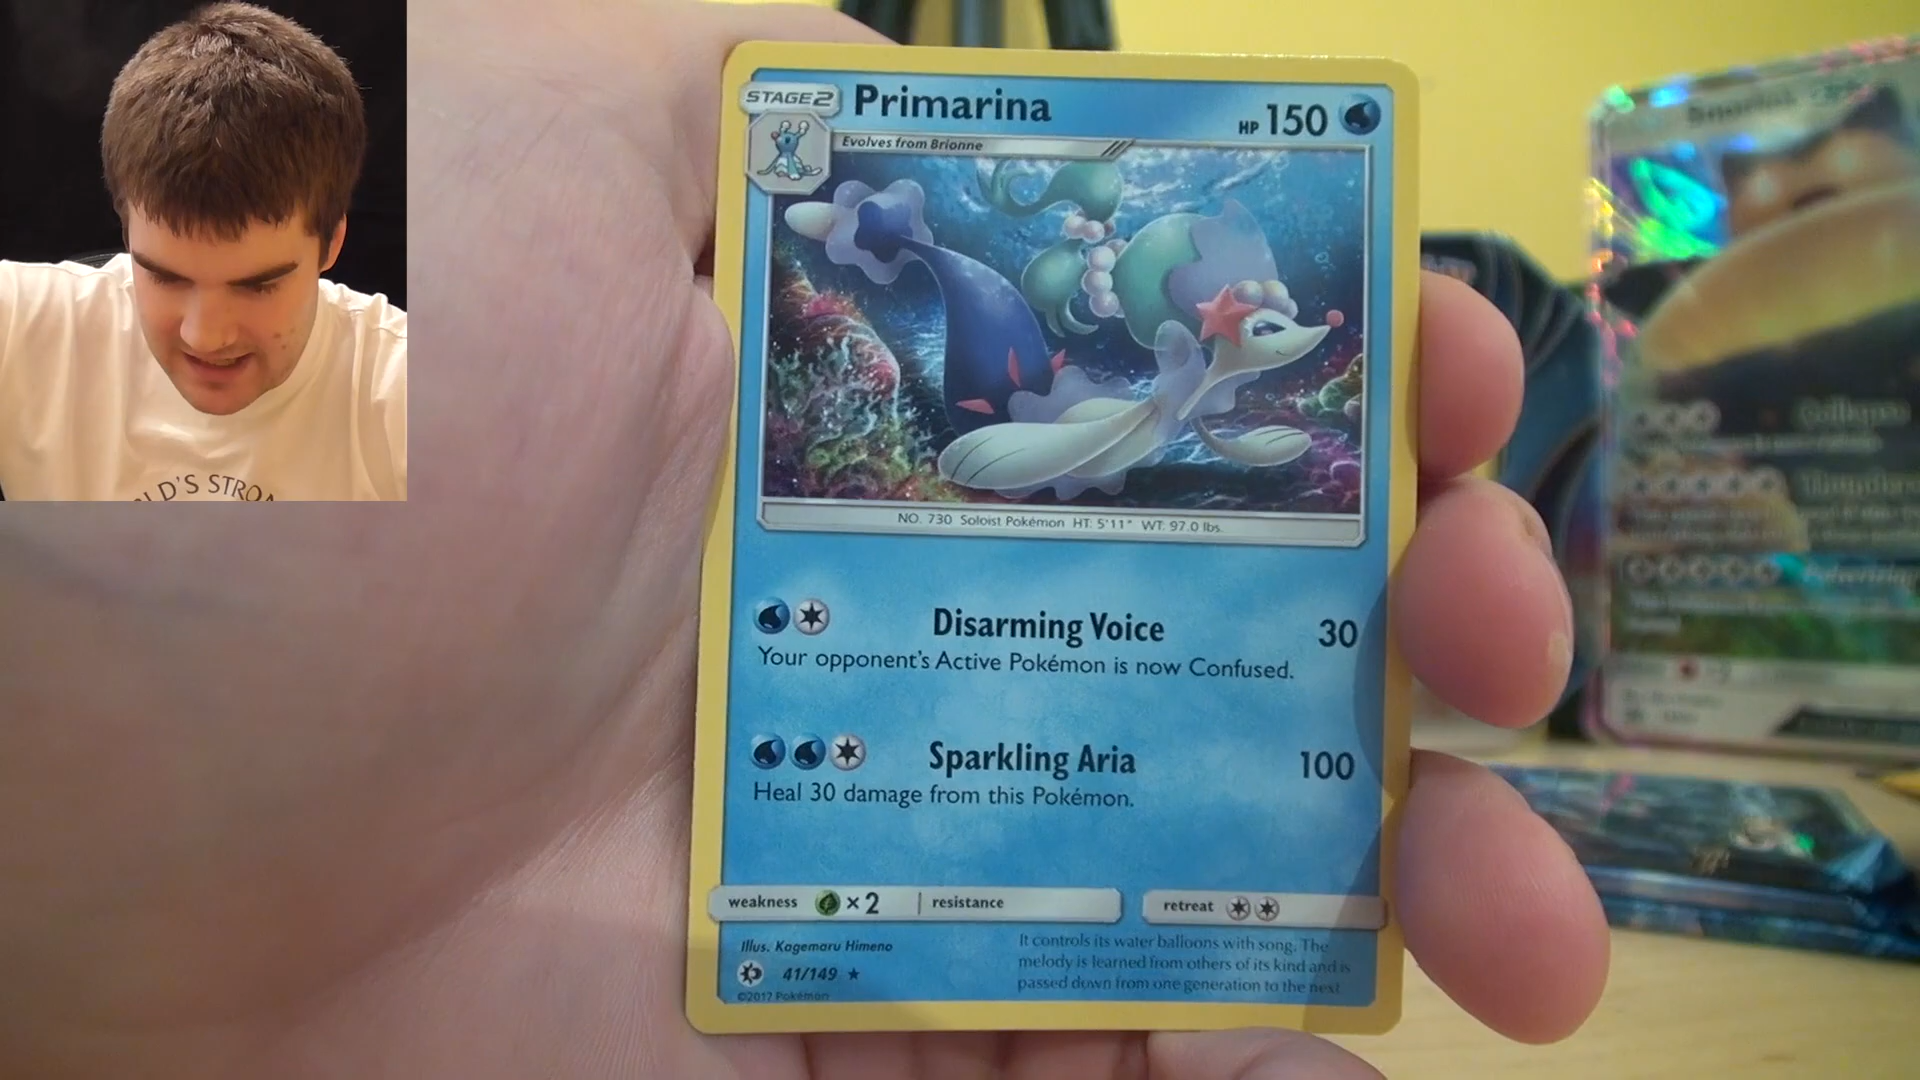 STAGE2 Primarina HP 150
Evolves from Brionne
NO. 730 Soloist Pokémon HT: 5'11" WT: 97.0 lbs.
Disarming Voice 30
Your opponent's Active Pokémon is now Confused.
Sparkling Aria 100
Heal 30 damage from this Pokémon.
weakness ×2 resistance retreat
Illus. Kagemaru Himeno
41/149
©2017 Pokémon
It controls its water balloons with song. The
melody is learned from others of its kind and is
passed down from one generation to the next.
LD'S STRON
Collapse